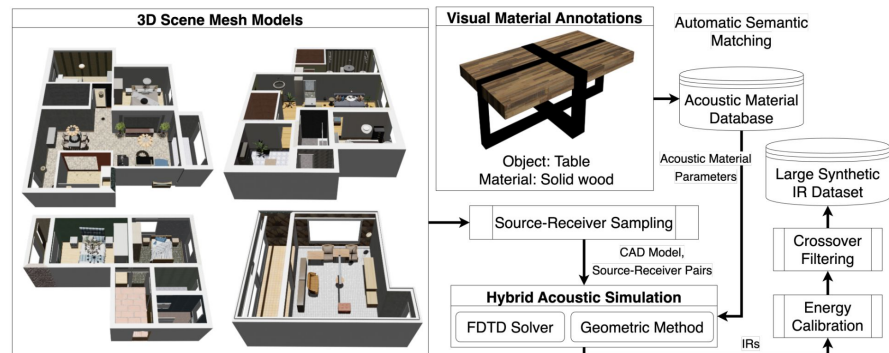 3D Scene Mesh Models
Visual Material Annotations
Object: Table
Material: Solid wood
Automatic Semantic
Matching
Acoustic Material
Database
Acoustic Material
Parameters
Large Synthetic
IR Dataset
Source-Receiver Sampling
CAD Model,
Source-Receiver Pairs
Crossover
Filtering
Hybrid Acoustic Simulation
FDTD Solver
Geometric Method
Energy
Calibration
IRs